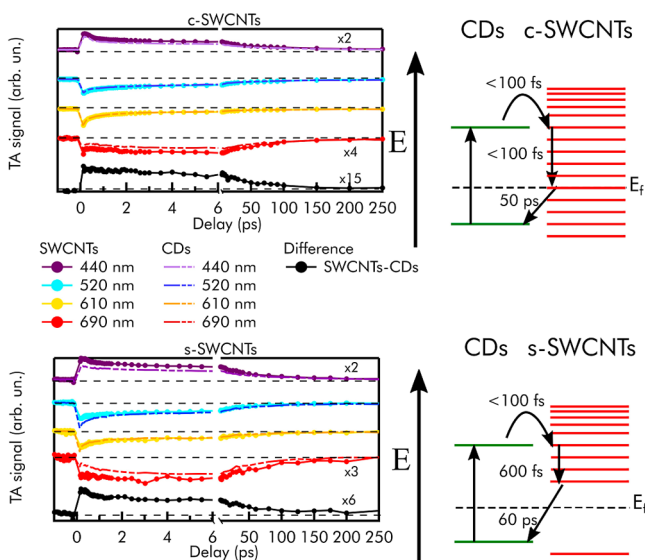 c-SWCNTs
TA signal (arb. un.)
x2
x4
x15
0 2 4 6 50 100 150 200 250
Delay (ps)
E
CDs c-SWCNTs
<100 fs
<100 fs
50 ps
Ef
SWCNTs CDs Difference
440 nm 440 nm SWCNTs-CDs
520 nm 520 nm
610 nm 610 nm
690 nm 690 nm
s-SWCNTs
TA signal (arb. un.)
x2
x3
x6
0 2 4 6 50 100 150 200 250
Delay (ps)
E
CDs s-SWCNTs
<100 fs
600 fs
60 ps
Ef